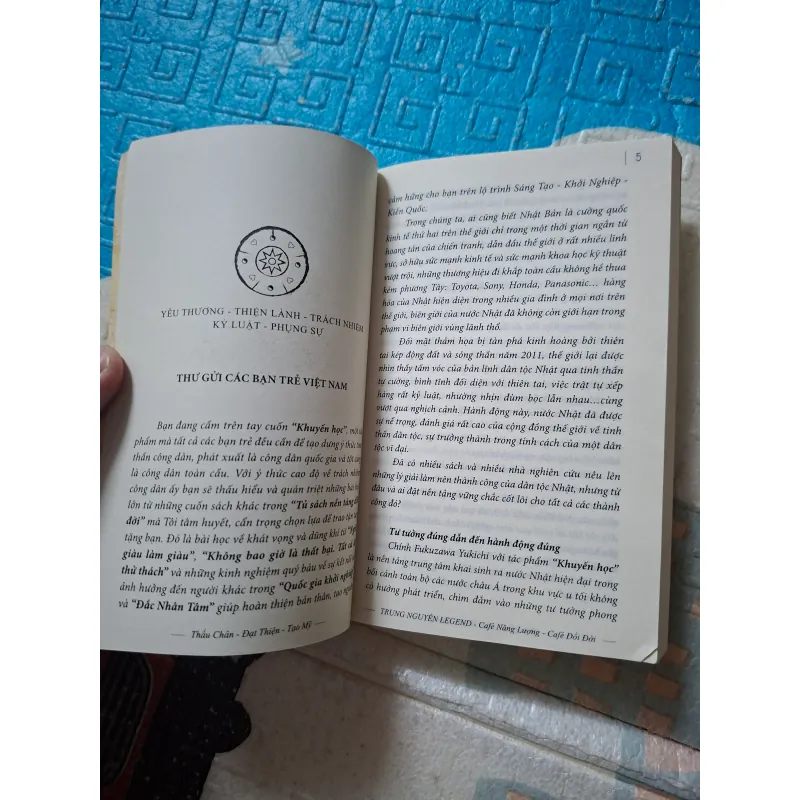 YÊU THƯƠNG - THIỆN LÀNH - TRÁCH NHIỆM
KỶ LUẬT - PHỤNG SỰ
THƯ GỬI CÁC BẠN TRẺ VIỆT NAM
Bạn đang cầm trên tay cuốn “Khuyến học”, một
phẩm mà tất cả các bạn trẻ đều cần để tạo dựng ý thức
thần công dân, phát xuất là công dân quốc gia và tột
là công dân toàn cầu. Với ý thức cao độ về trách
công dân ấy bạn sẽ thấu hiểu và quán triệt những bài
lớn từ những cuốn sách khác trong “Tủ sách nền tảng
đời” mà Tôi tâm huyết, cẩn trọng chọn lựa để trao
tặng bạn. Đó là bài học về khát vọng và dũng khí từ
giàu làm giàu”, “Không bao giờ là thất bại. Tất cả
thử thách” và những kinh nghiệm quý báu về sự kết
ảnh hưởng đến người khác trong “Quốc gia khởi
và “Đắc Nhân Tâm” giúp hoàn thiện bản thân, tạo
Thấu Chân - Đạt Thiện - Tạo Mỹ
5
cảm hứng cho bạn trên lộ trình Sáng Tạo - Khởi Nghiệp -
Kiến Quốc.
Trong chúng ta, ai cũng biết Nhật Bản là cường quốc
kinh tế thứ hai trên thế giới chỉ trong một thời gian ngắn từ
hoang tàn của chiến tranh, dẫn đầu thế giới ở rất nhiều lĩnh
vực, sở hữu sức mạnh kinh tế và sức mạnh khoa học kỹ thuật
vượt trội, những thương hiệu đi khắp toàn cầu không hề thua
kém phương Tây: Toyota, Sony, Honda, Panasonic… hàng
hóa của Nhật hiện diện trong nhiều gia đình ở mọi nơi trên
thế giới, biên giới của nước Nhật đã không còn giới hạn trong
phạm vi biên giới vùng lãnh thổ.
Đối mặt thảm họa bị tàn phá kinh hoàng bởi thiên
tai kép động đất và sóng thần năm 2011, thế giới lại được
nhìn thấy tầm vóc của bản lĩnh dân tộc Nhật qua tinh thần
tự cường, bình tĩnh đối diện với thiên tai, việc trật tự xếp
hàng rất kỷ luật, nhường nhịn đùm bọc lẫn nhau…cùng
vượt qua nghịch cảnh. Hành động này, nước Nhật đã được
sự nể trọng, đánh giá rất cao của cộng đồng thế giới về tinh
thần dân tộc, sự trưởng thành trong tính cách của một dân
tộc vĩ đại.
Đã có nhiều sách và nhiều nhà nghiên cứu nêu lên
những lý giải làm nên thành công của dân tộc Nhật, nhưng từ
đâu và ai đặt nền tảng vững chắc cốt lõi cho tất cả các thành
công đó?
Tư tưởng đúng dẫn đến hành động đúng
Chính Fukuzawa Yukichi với tác phẩm “Khuyến học”
là nền tảng trung tâm khai sinh ra nước Nhật hiện đại trong
bối cảnh toàn bộ các nước châu Á trong khu vực u tối không
có hướng phát triển, chìm đắm vào những tư tưởng phong
TRUNG NGUYÊN LEGEND - Café Năng Lượng - Café Đổi Đời